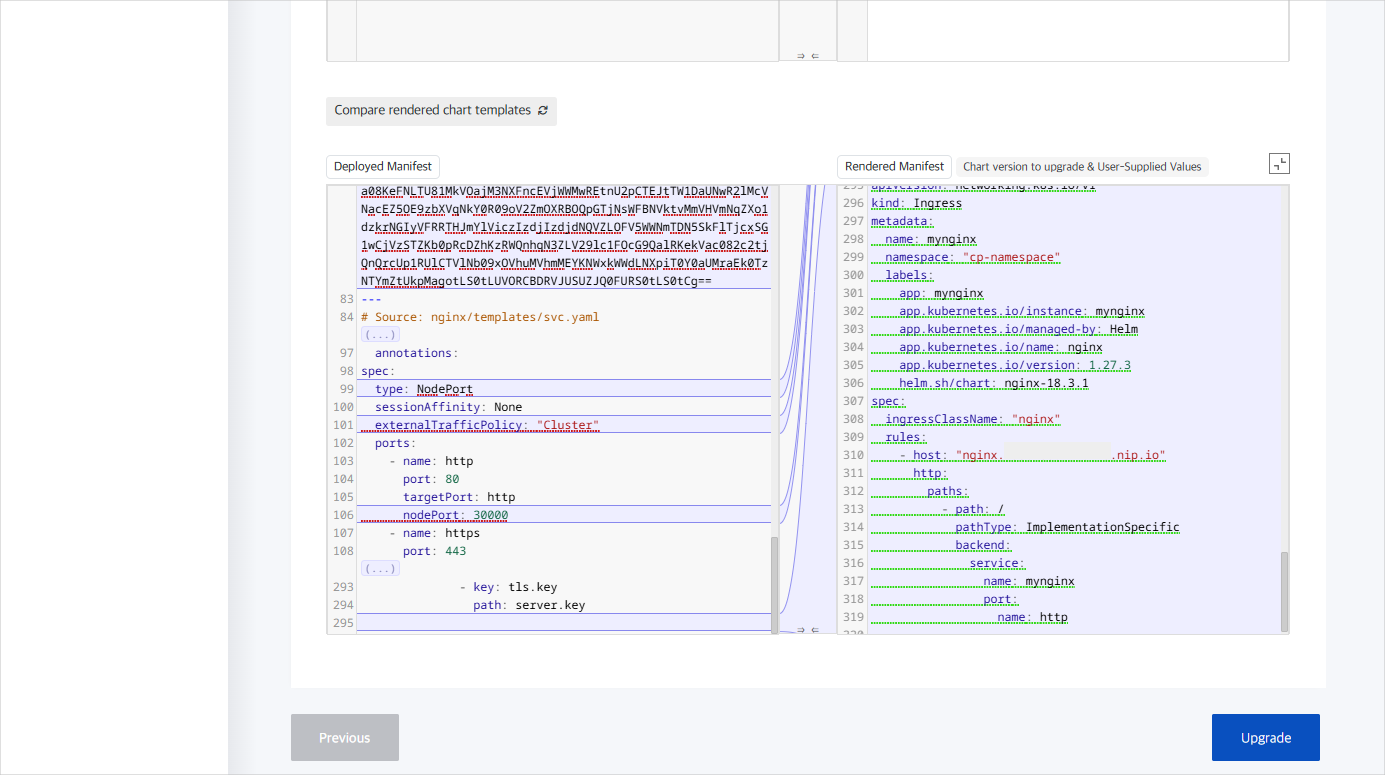 ⇒ ⇐
Compare rendered chart templates
Deployed Manifest
Rendered Manifest
Chart version to upgrade & User-Supplied Values
83 ---
84 # Source: nginx/templates/svc.yaml
(...)
97 annotations:
98 spec:
99 type: NodePort
100 sessionAffinity: None
101 externalTrafficPolicy: "Cluster"
102 ports:
103 - name: http
104 port: 80
105 targetPort: http
106 nodePort: 30000
107 - name: https
108 port: 443
(...)
293 - key: tls.key
294 path: server.key
295
⇒ ⇐
295 apiVersion: networking.k8s.io/v1
296 kind: Ingress
297 metadata:
298 name: mynginx
299 namespace: "cp-namespace"
300 labels:
301 app: mynginx
302 app.kubernetes.io/instance: mynginx
303 app.kubernetes.io/managed-by: Helm
304 app.kubernetes.io/name: nginx
305 app.kubernetes.io/version: 1.27.3
306 helm.sh/chart: nginx-18.3.1
307 spec:
308 ingressClassName: "nginx"
309 rules:
310 - host: "nginx. .nip.io"
311 http:
312 paths:
313 - path: /
314 pathType: ImplementationSpecific
315 backend:
316 service:
317 name: mynginx
318 port:
319 name: http
Previous
Upgrade